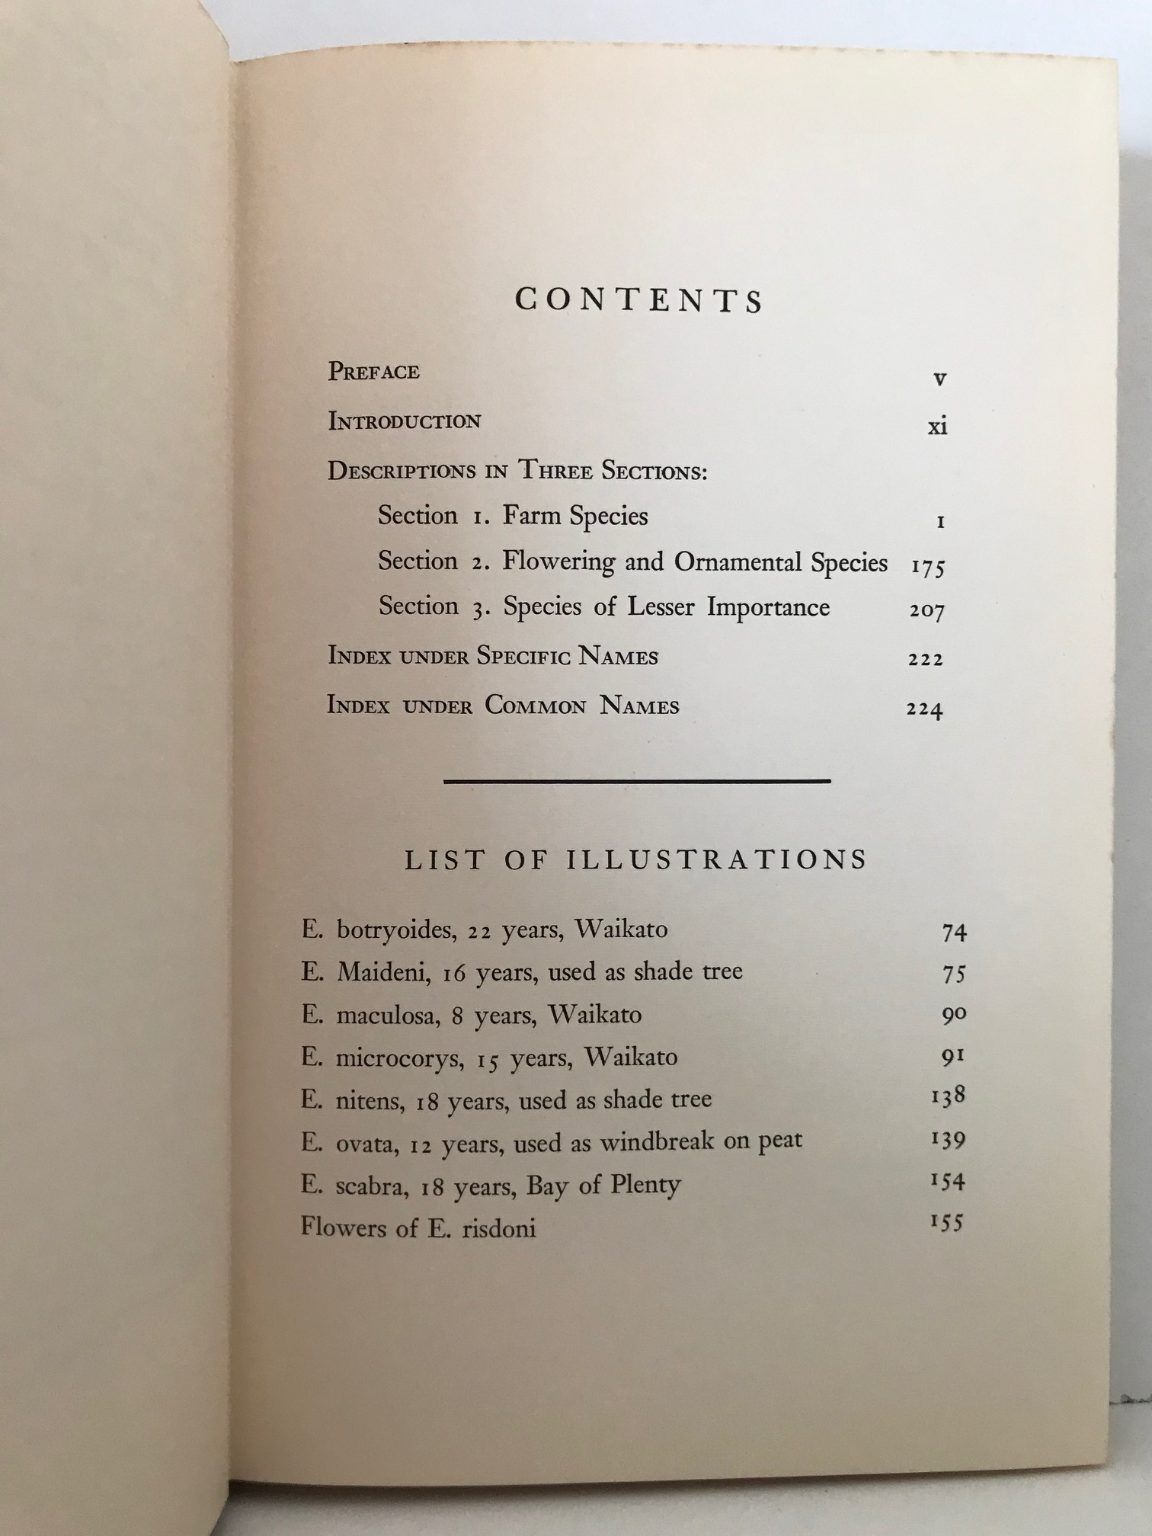 CONTENTS
PREFACE v
INTRODUCTION xi
DESCRIPTIONS IN THREE SECTIONS:
Section 1. Farm Species 1
Section 2. Flowering and Ornamental Species 175
Section 3. Species of Lesser Importance 207
INDEX UNDER SPECIFIC NAMES 222
INDEX UNDER COMMON NAMES 224
LIST OF ILLUSTRATIONS
E. botryoides, 22 years, Waikato 74
E. Maideni, 16 years, used as shade tree 75
E. maculosa, 8 years, Waikato 90
E. microcorys, 15 years, Waikato 91
E. nitens, 18 years, used as shade tree 138
E. ovata, 12 years, used as windbreak on peat 139
E. scabra, 18 years, Bay of Plenty 154
Flowers of E. risdoni 155